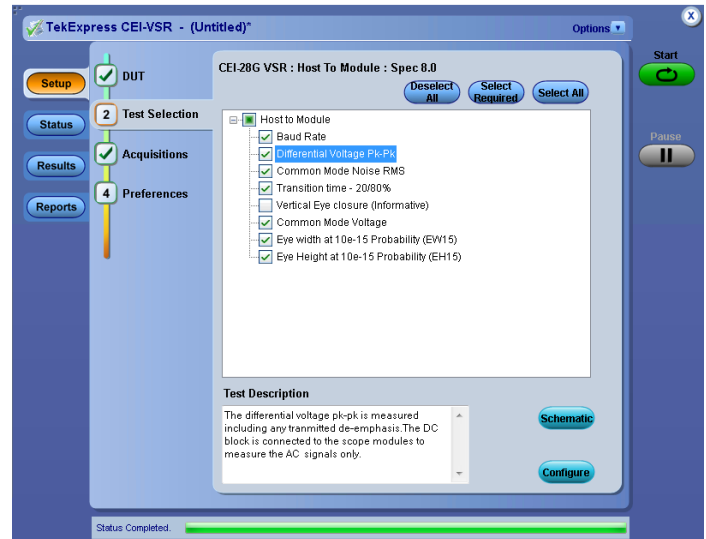 TekExpress CEI-VSR - (Untitled)*
Options
x
Start
Setup
DUT
CEI-28G VSR : Host To Module : Spec 8.0
Deselect
All
Select
Required
Select All
2 Test Selection
Status
Host to Module
Baud Rate
Pause
Acquisitions
Differential Voltage Pk-Pk
Results
Common Mode Noise RMS
4 Preferences
Transition time - 20/80%
Reports
Vertical Eye closure (Informative)
Common Mode Voltage
Eye width at 10e-15 Probability (EW15)
Eye Height at 10e-15 Probability (EH15)
Test Description
The differential voltage pk-pk is measured
including any tranmitted de-emphasis.The DC
block is connected to the scope modules to
measure the AC signals only.
Schematic
Configure
Status Completed.